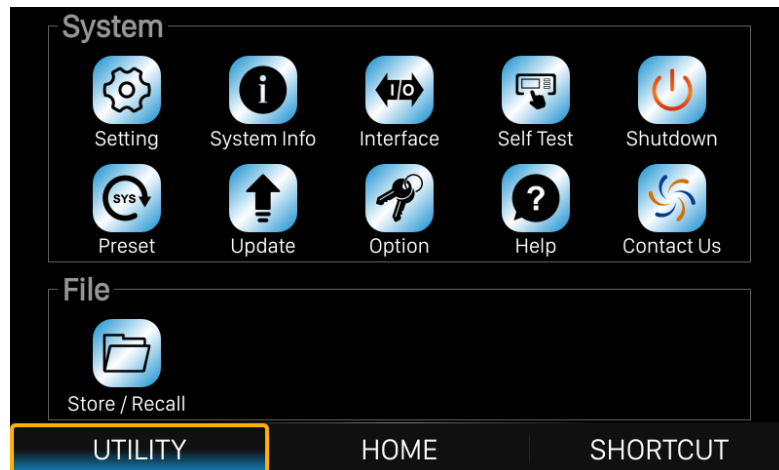 System
I/O
Setting System Info Interface Self Test Shutdown
SYS ?
Preset Update Option Help Contact Us
File
Store / Recall
UTILITY HOME SHORTCUT